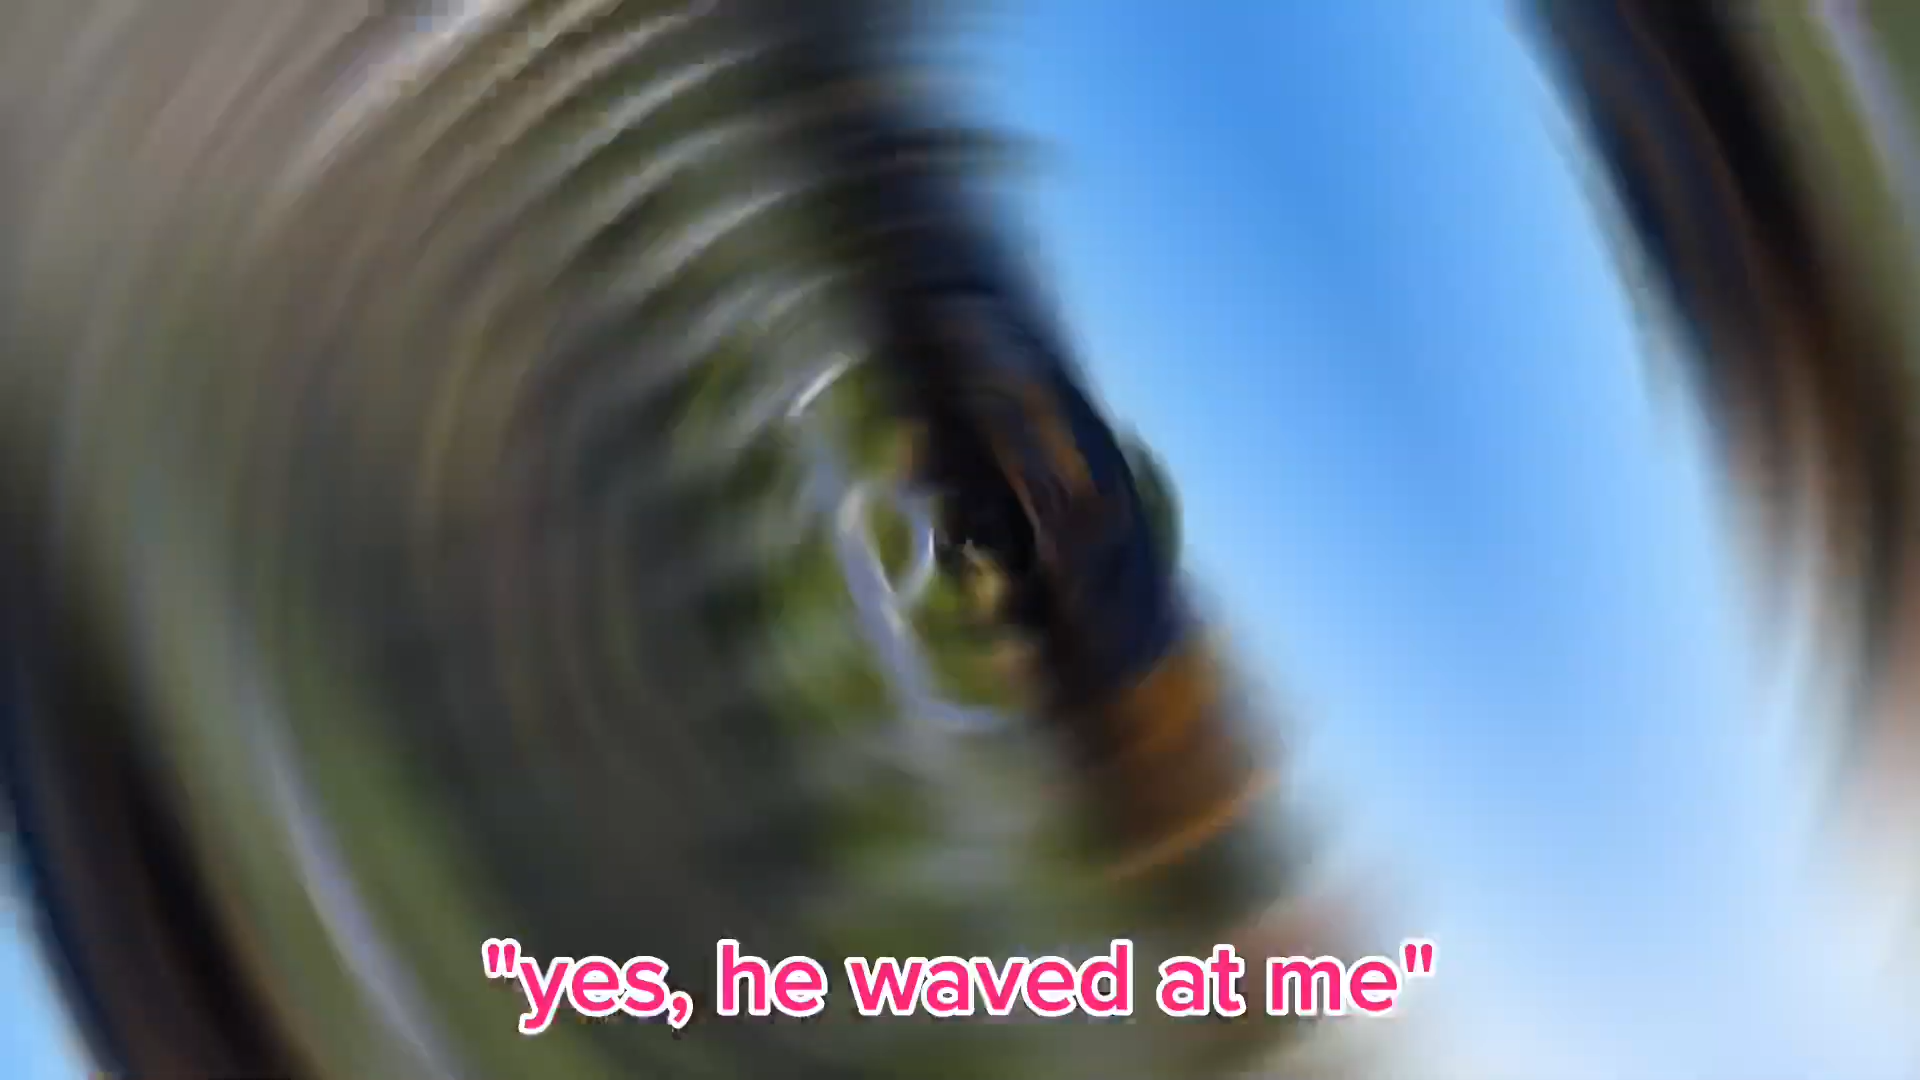 "yes, he waved at me"